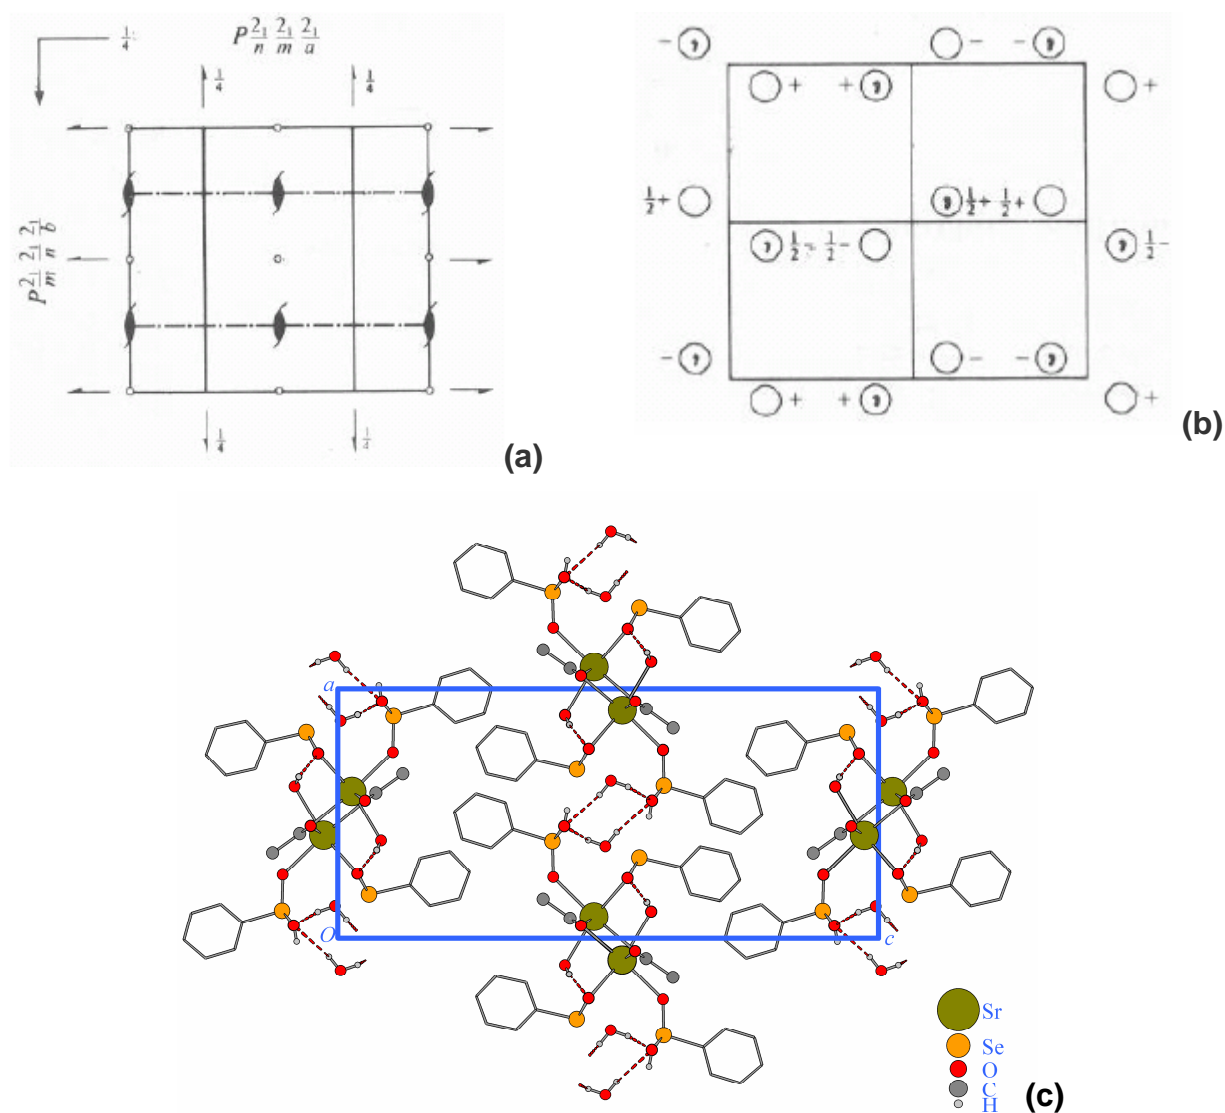 1/4
P 2₁/n 2₁/m 2₁/a
1/4 1/4
P 2₁/m 2₁/n 2₁/b
1/4 1/4
(a)
- , ○ - - ,
○ + + , ○ +
1/2 + , 1/2 + 1/2 +
, 1/2 - 1/2 - , 1/2 -
- , ○ - - ,
○ + + , ○ +
(b)
a
O
c
Sr
Se
O
C
H
(c)